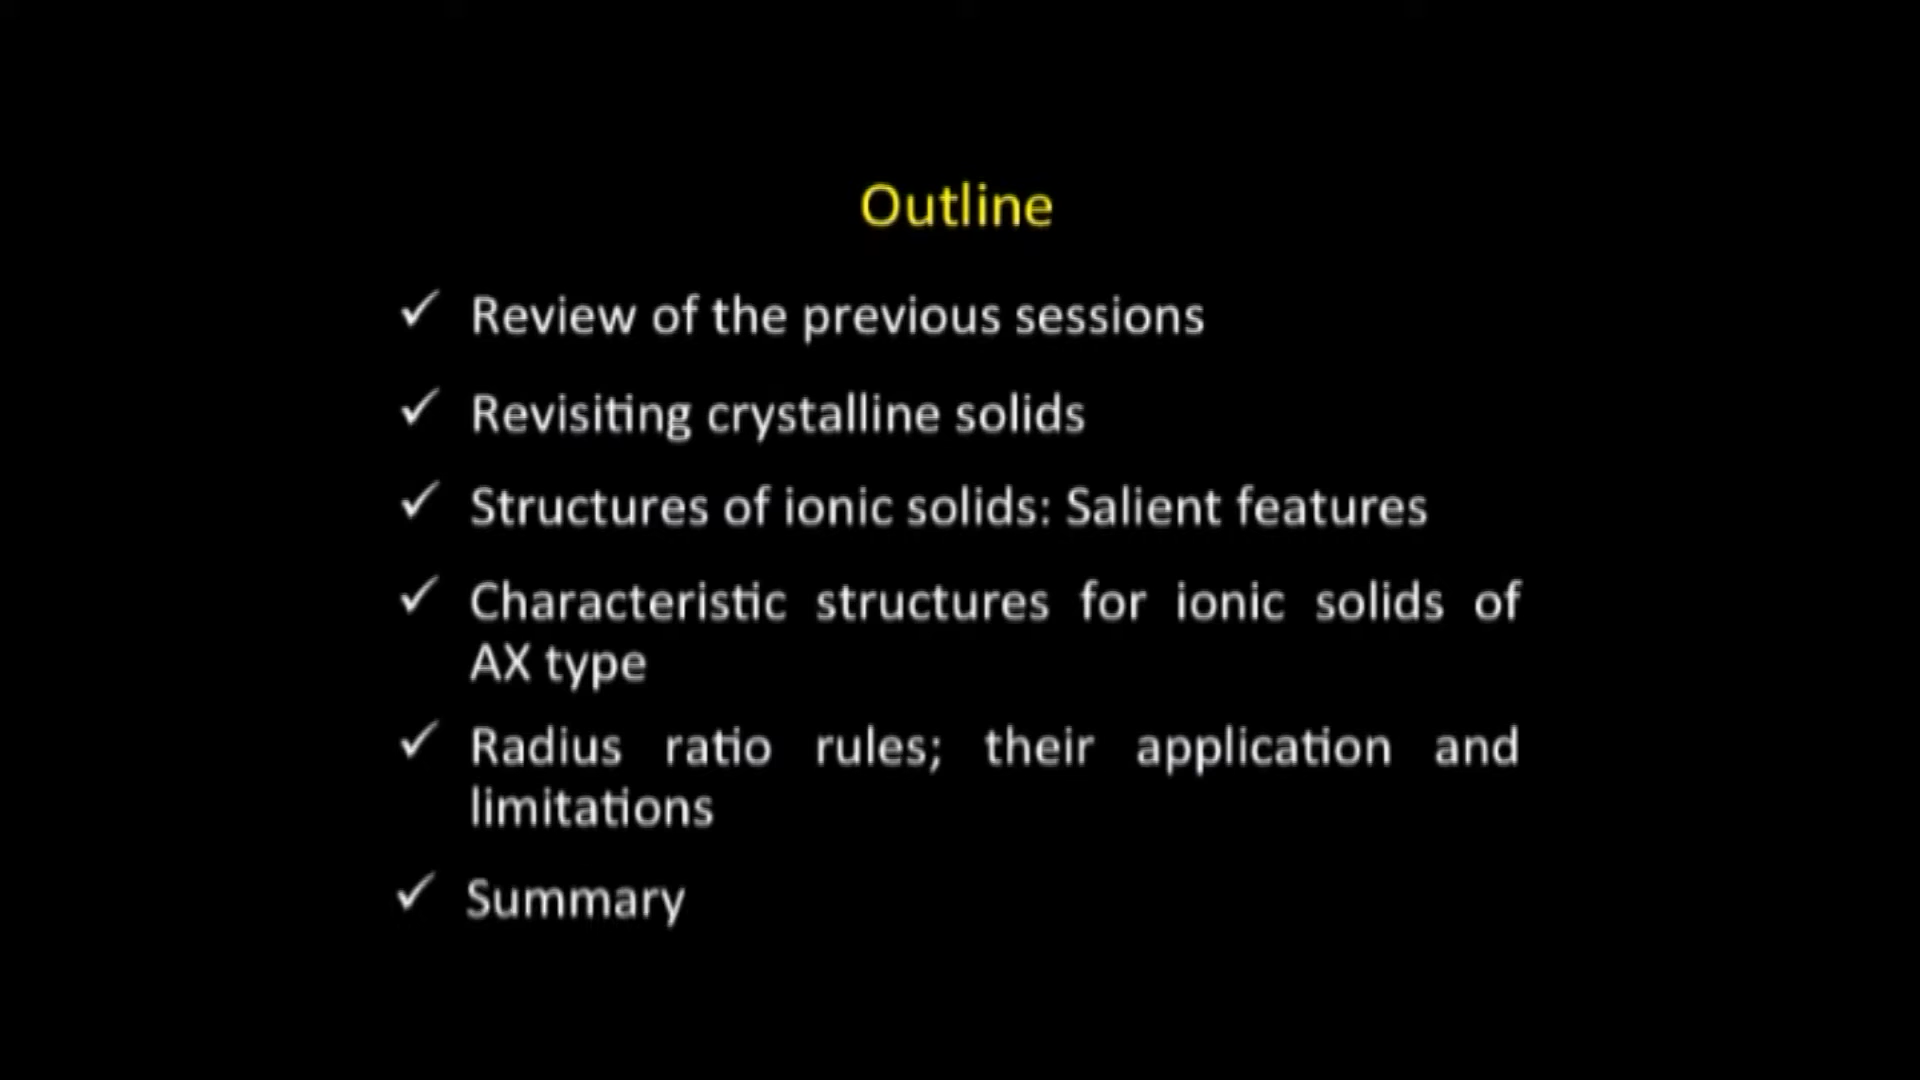 Outline
✓ Review of the previous sessions
✓ Revisiting crystalline solids
✓ Structures of ionic solids: Salient features
✓ Characteristic structures for ionic solids of
AX type
✓ Radius ratio rules; their application and
limitations
✓ Summary